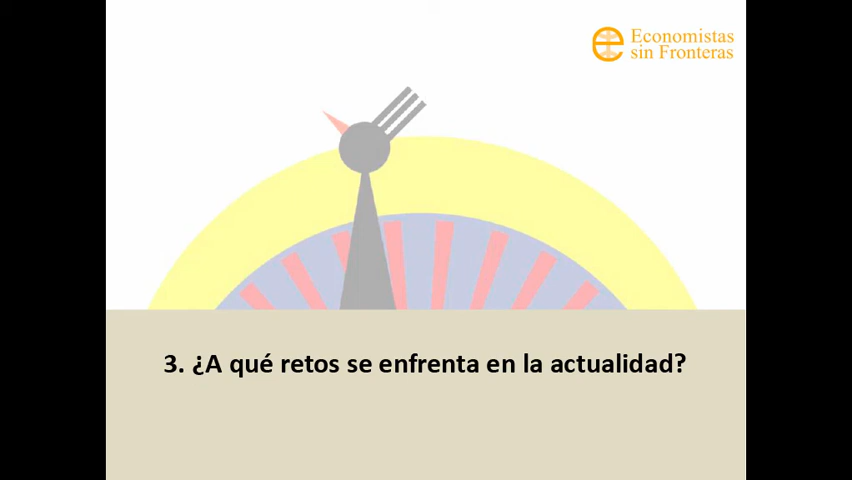 Economistas
sin Fronteras
3. ¿A qué retos se enfrenta en la actualidad?